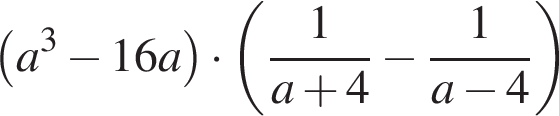 (a³ − 16a) · (1/(a + 4) − 1/(a − 4))